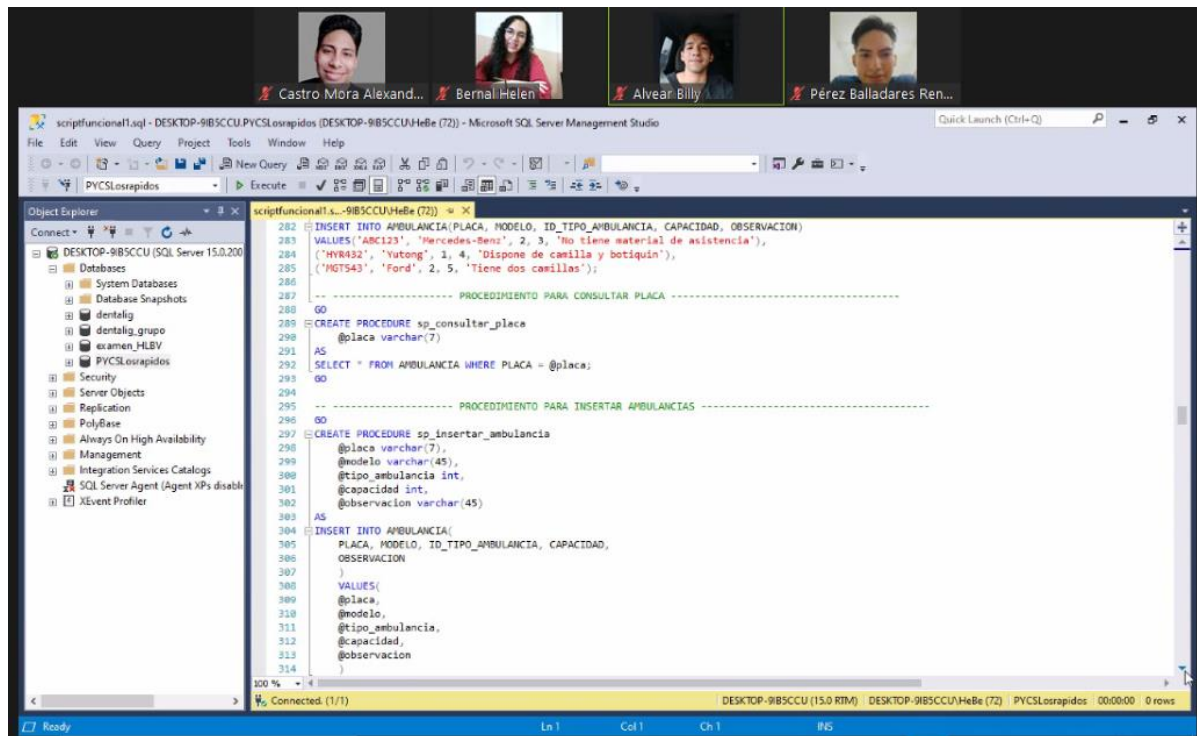 Castro Mora Alexand...
Bernal Helen
Alvear Billy
Pérez Balladares Ren...
scriptfuncional1.sql - DESKTOP-9IB5CCU.PYCSLosrapidos (DESKTOP-9IB5CCU\HeBe (72)) - Microsoft SQL Server Management Studio
Quick Launch (Ctrl+Q)
File Edit View Query Project Tools Window Help
New Query
PYCSLosrapidos
Execute
Object Explorer
scriptfuncional1.s...-9IB5CCU\HeBe (72))
Connect
DESKTOP-9IB5CCU (SQL Server 15.0.200
Databases
System Databases
Database Snapshots
dentalig
dentalig_grupo
examen_HLBV
PYCSLosrapidos
Security
Server Objects
Replication
PolyBase
Always On High Availability
Management
Integration Services Catalogs
SQL Server Agent (Agent XPs disable
XEvent Profiler
282 INSERT INTO AMBULANCIA(PLACA, MODELO, ID_TIPO_AMBULANCIA, CAPACIDAD, OBSERVACION)
283 VALUES('ABC123', 'Mercedes-Benz', 2, 3, 'No tiene material de asistencia'),
284 ('HYR432', 'Yutong', 1, 4, 'Dispone de camilla y botiquin'),
285 ('MGT543', 'Ford', 2, 5, 'Tiene dos camillas');
286
287 -- -------------------- PROCEDIMIENTO PARA CONSULTAR PLACA --------------------------------------
288 GO
289 CREATE PROCEDURE sp_consultar_placa
290 @placa varchar(7)
291 AS
292 SELECT * FROM AMBULANCIA WHERE PLACA = @placa;
293 GO
294
295 -- -------------------- PROCEDIMIENTO PARA INSERTAR AMBULANCIAS --------------------------------------
296 GO
297 CREATE PROCEDURE sp_insertar_ambulancia
298 @placa varchar(7),
299 @modelo varchar(45),
300 @tipo_ambulancia int,
301 @capacidad int,
302 @observacion varchar(45)
303 AS
304 INSERT INTO AMBULANCIA(
305 PLACA, MODELO, ID_TIPO_AMBULANCIA, CAPACIDAD,
306 OBSERVACION
307 )
308 VALUES(
309 @placa,
310 @modelo,
311 @tipo_ambulancia,
312 @capacidad,
313 @observacion
314 )
100 %
Connected. (1/1)
DESKTOP-9IB5CCU (15.0 RTM) DESKTOP-9IB5CCU\HeBe (72) PYCSLosrapidos 00:00:00 0 rows
Ready Ln 1 Col 1 Ch 1 INS